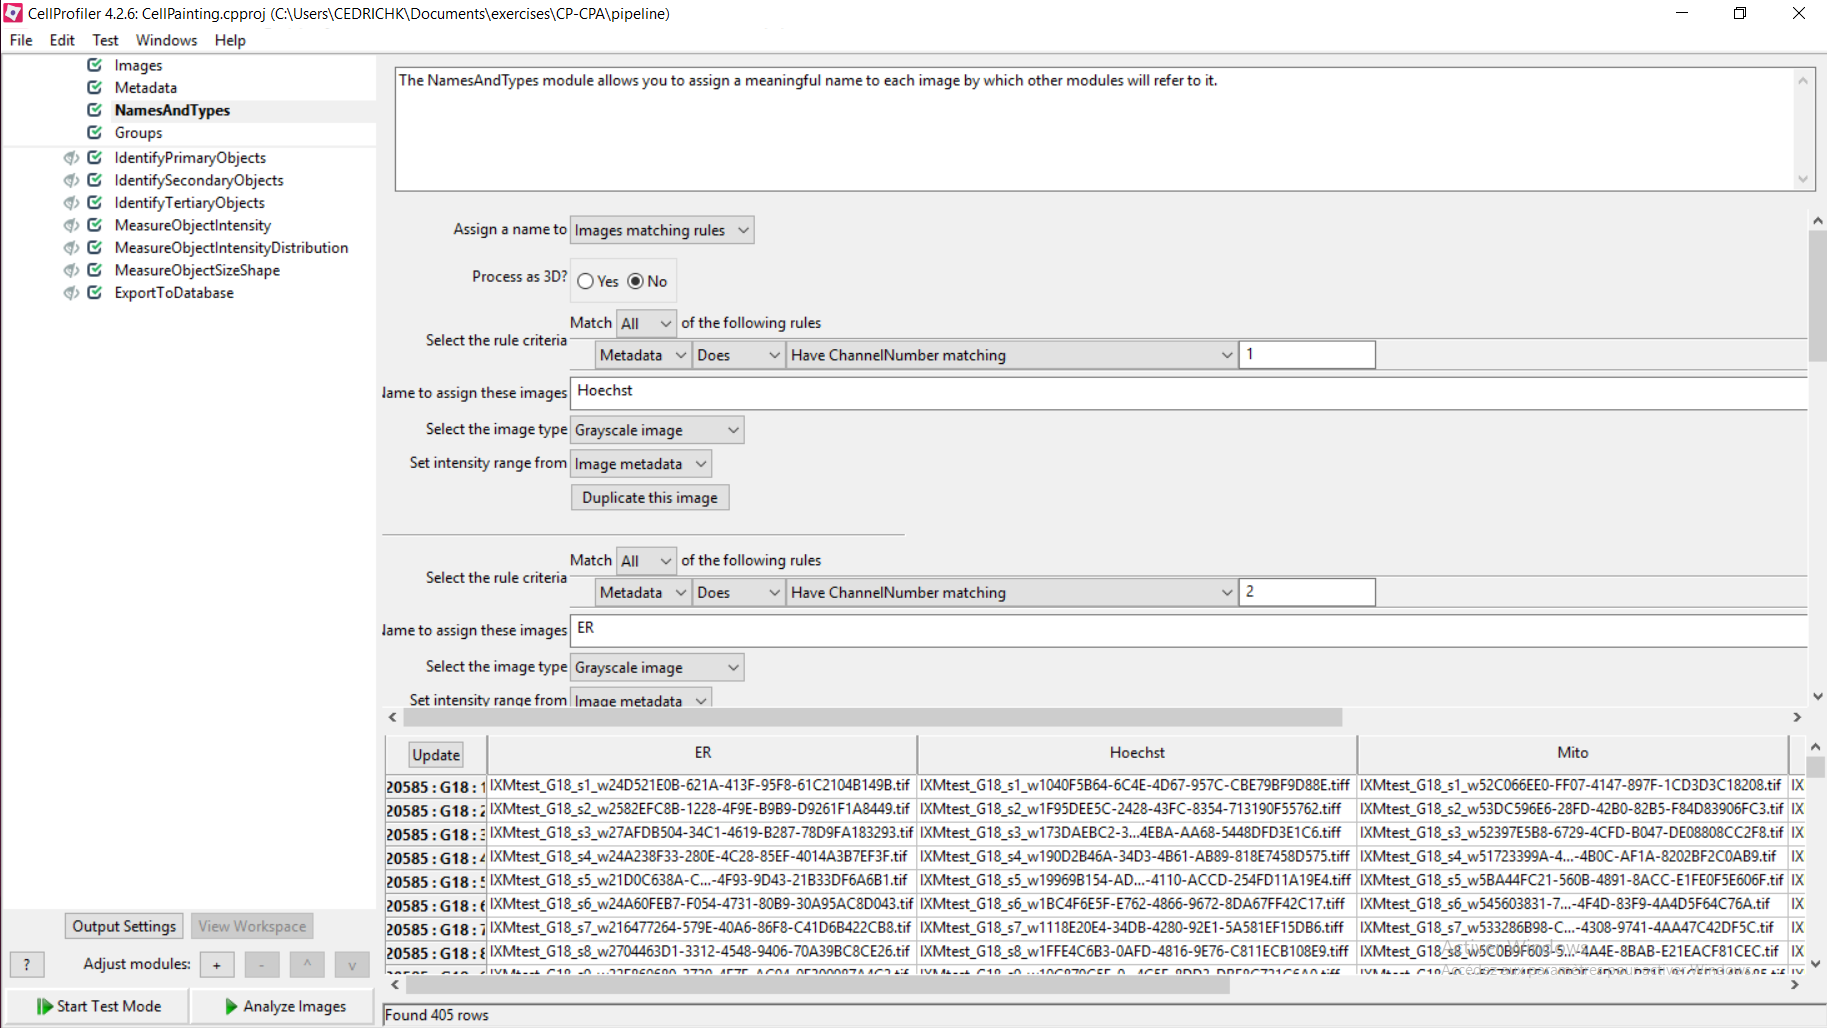 CellProfiler 4.2.6: CellPainting.cpproj (C:\Users\CEDRICHK\Documents\exercises\CP-CPA\pipeline)
File Edit Test Windows Help
Images
Metadata
NamesAndTypes
Groups
IdentifyPrimaryObjects
IdentifySecondaryObjects
IdentifyTertiaryObjects
MeasureObjectIntensity
MeasureObjectIntensityDistribution
MeasureObjectSizeShape
ExportToDatabase
Output Settings View Workspace
? Adjust modules: + - ^ v
Start Test Mode Analyze Images
The NamesAndTypes module allows you to assign a meaningful name to each image by which other modules will refer to it.
Assign a name to Images matching rules
Process as 3D? Yes No
Match All of the following rules
Select the rule criteria
Metadata Does Have ChannelNumber matching 1
Name to assign these images Hoechst
Select the image type Grayscale image
Set intensity range from Image metadata
Duplicate this image
Match All of the following rules
Select the rule criteria
Metadata Does Have ChannelNumber matching 2
Name to assign these images ER
Select the image type Grayscale image
Set intensity range from Image metadata
Update ER Hoechst Mito
20585 : G18 : 1 IXMtest_G18_s1_w24D521E0B-621A-413F-95F8-61C2104B149B.tif IXMtest_G18_s1_w1040F5B64-6C4E-4D67-957C-CBE79BF9D88E.tiff IXMtest_G18_s1_w52C066EE0-FF07-4147-897F-1CD3D3C18208.tif IX
20585 : G18 : 2 IXMtest_G18_s2_w2582EFC8B-1228-4F9E-B9B9-D9261F1A8449.tif IXMtest_G18_s2_w1F95DEE5C-2428-43FC-8354-713190F55762.tiff IXMtest_G18_s2_w53DC596E6-28FD-42B0-82B5-F84D83906FC3.tif IX
20585 : G18 : 3 IXMtest_G18_s3_w27AFDB504-34C1-4619-B287-78D9FA183293.tif IXMtest_G18_s3_w173DAEBC2-3...4EBA-AA68-5448DFD3E1C6.tiff IXMtest_G18_s3_w52397E5B8-6729-4CFD-B047-DE08808CC2F8.tif IX
20585 : G18 : 4 IXMtest_G18_s4_w24A238F33-280E-4C28-85EF-4014A3B7EF3F.tif IXMtest_G18_s4_w190D2B46A-34D3-4B61-AB89-818E7458D575.tiff IXMtest_G18_s4_w51723399A-4...-4B0C-AF1A-8202BF2C0AB9.tif IX
20585 : G18 : 5 IXMtest_G18_s5_w21D0C638A-C...-4F93-9D43-21B33DF6A6B1.tif IXMtest_G18_s5_w19969B154-AD...-4110-ACCD-254FD11A19E4.tiff IXMtest_G18_s5_w5BA44FC21-560B-4891-8ACC-E1FE0F5E606F.tif IX
20585 : G18 : 6 IXMtest_G18_s6_w24A60FEB7-F054-4731-80B9-30A95AC8D043.tif IXMtest_G18_s6_w1BC4F6E5F-E762-4866-9672-8DA67FF42C17.tiff IXMtest_G18_s6_w545603831-7...-4F4D-83F9-4A4D5F64C76A.tif IX
20585 : G18 : 7 IXMtest_G18_s7_w216477264-579E-40A6-86F8-C41D6B422CB8.tif IXMtest_G18_s7_w1118E20E4-34DB-4280-92E1-5A581EF15DB6.tiff IXMtest_G18_s7_w533286B98-C...-4308-9741-4AA47C42DF5C.tif IX
20585 : G18 : 8 IXMtest_G18_s8_w2704463D1-3312-4548-9406-70A39BC8CE26.tif IXMtest_G18_s8_w1FFE4C6B3-0AFD-4816-9E76-C811ECB108E9.tiff IXMtest_G18_s8_w5C0B9F603-5...-4A4E-8BAB-E21EACF81CEC.tif IX
Activer Windows
Found 405 rows